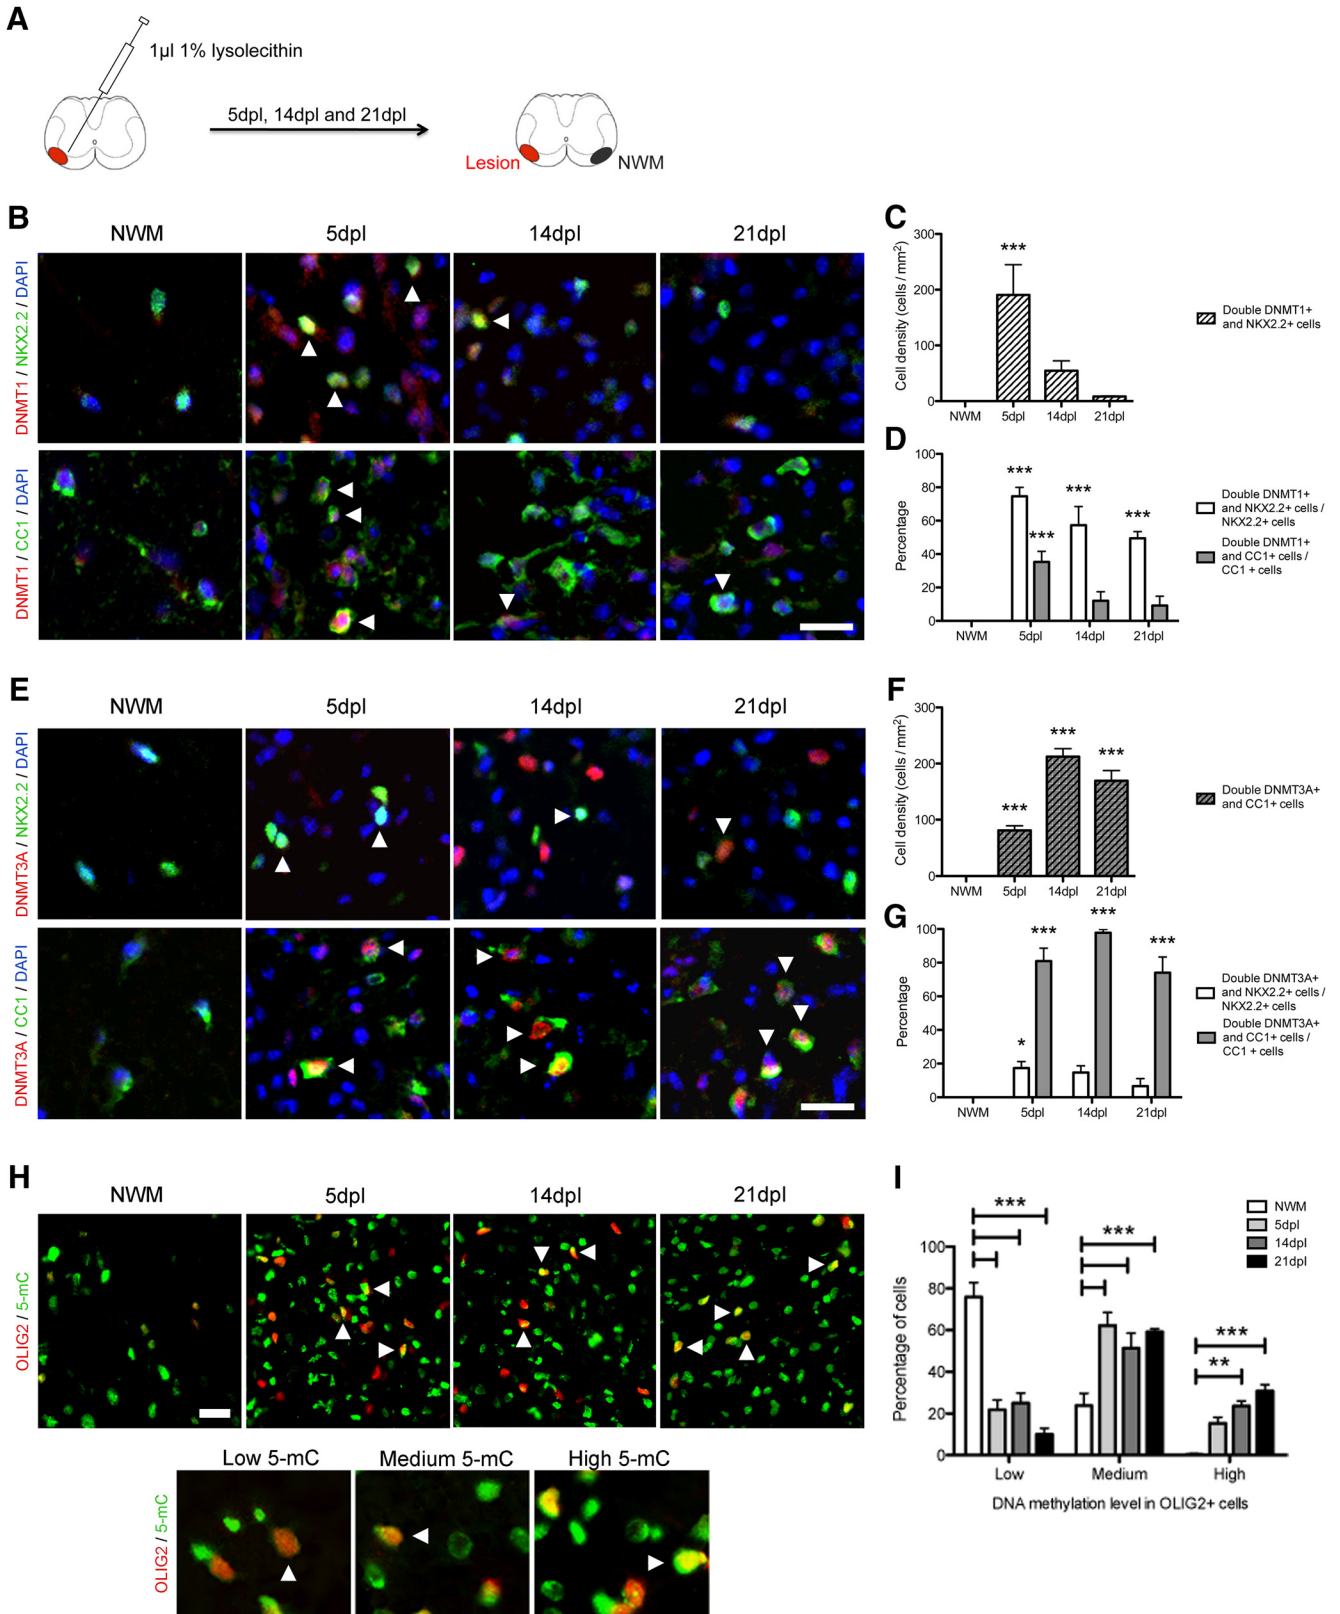 A
1µl 1% lysolecithin
5dpl, 14dpl and 21dpl
Lesion
NWM
B
NWM
5dpl
14dpl
21dpl
DNMT1 / NKX2.2 / DAPI
DNMT1 / CC1 / DAPI
C
Cell density (cells / mm²)
300
200
100
0
***
NWM
5dpl
14dpl
21dpl
Double DNMT1+
and NKX2.2+ cells
D
Percentage
100
80
60
40
20
0
***
***
***
***
NWM
5dpl
14dpl
21dpl
Double DNMT1+
and NKX2.2+ cells /
NKX2.2+ cells
Double DNMT1+
and CC1+ cells /
CC1 + cells
E
NWM
5dpl
14dpl
21dpl
DNMT3A / NKX2.2 / DAPI
DNMT3A / CC1 / DAPI
F
Cell density (cells / mm²)
300
200
100
0
***
***
***
NWM
5dpl
14dpl
21dpl
Double DNMT3A+
and CC1+ cells
G
Percentage
100
80
60
40
20
0
*
***
***
***
NWM
5dpl
14dpl
21dpl
Double DNMT3A+
and NKX2.2+ cells /
NKX2.2+ cells
Double DNMT3A+
and CC1+ cells /
CC1 + cells
H
NWM
5dpl
14dpl
21dpl
OLIG2 / 5-mC
Low 5-mC
Medium 5-mC
High 5-mC
OLIG2 / 5-mC
I
NWM
5dpl
14dpl
21dpl
Percentage of cells
100
80
60
40
20
0
***
***
***
**
Low
Medium
High
DNA methylation level in OLIG2+ cells